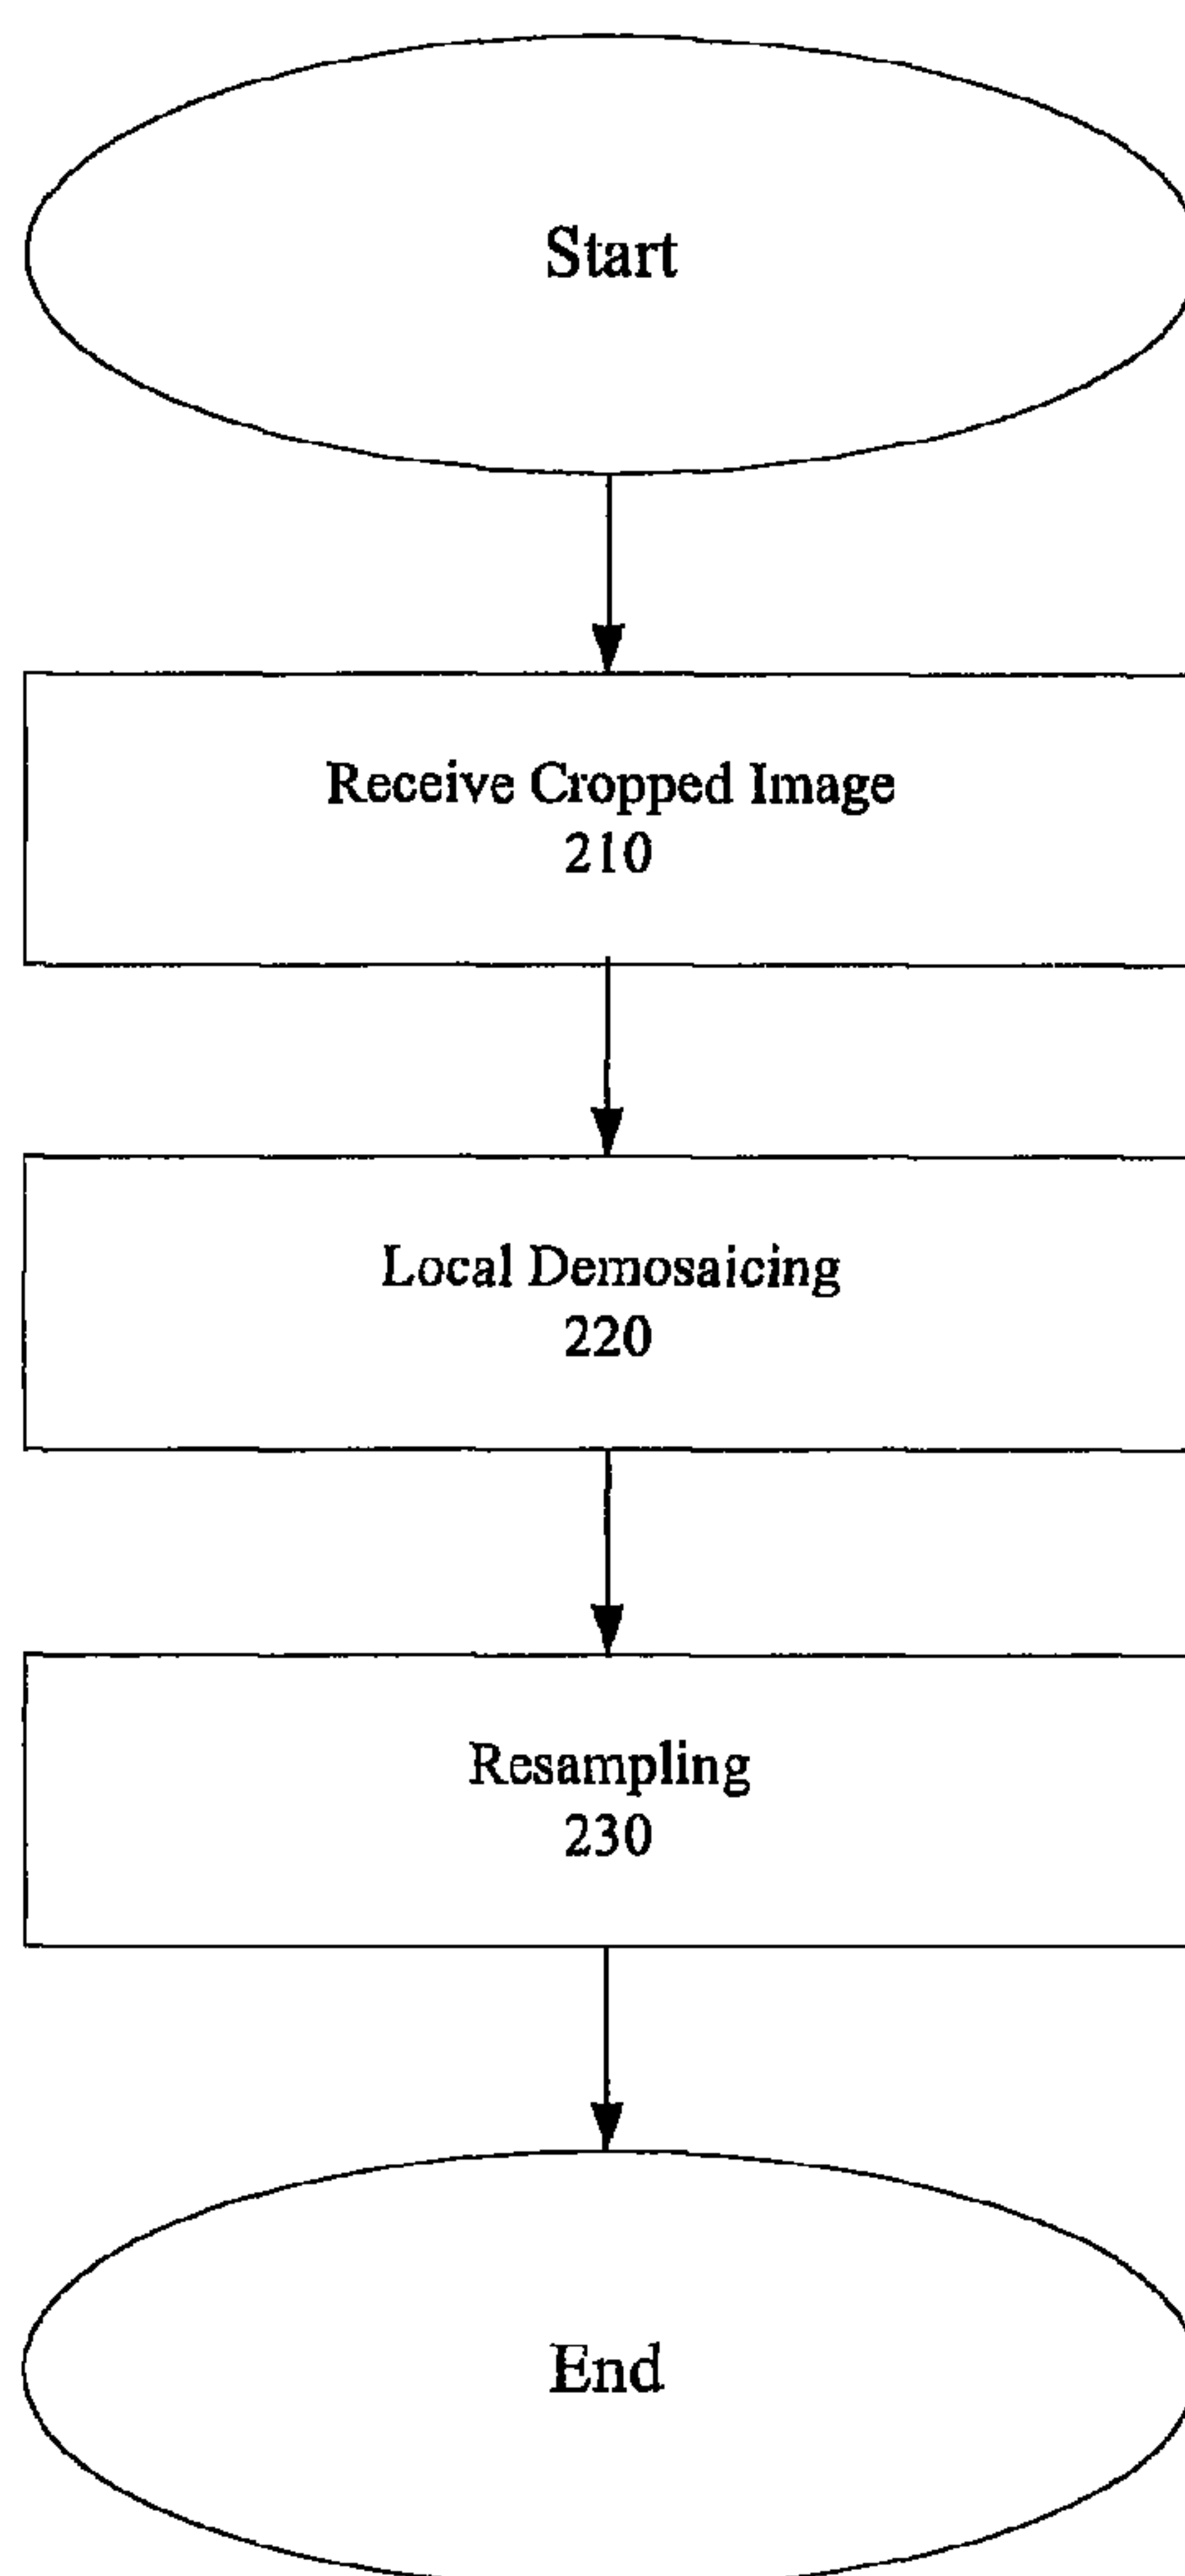 Start
Receive Cropped Image
210
Local Demosaicing
220
Resampling
230
End